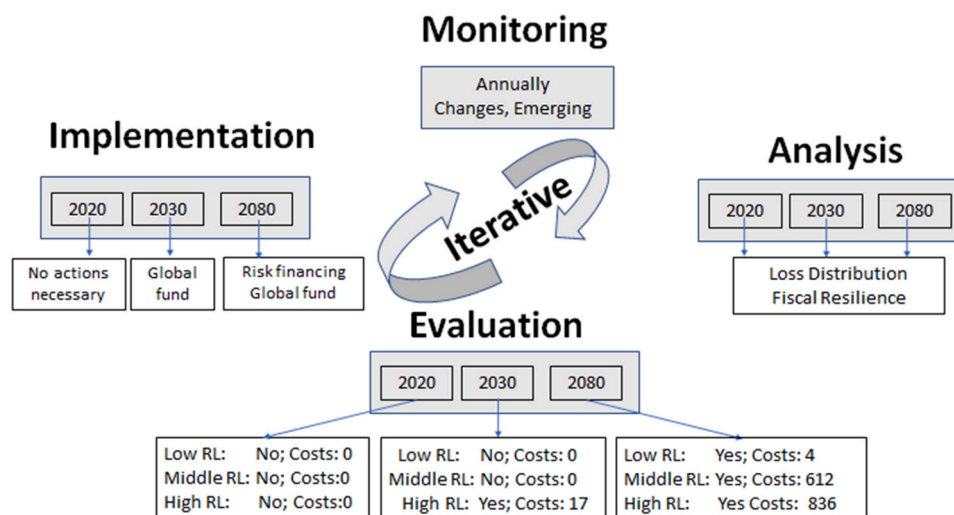 Monitoring
Annually
Changes, Emerging
Implementation
2020 2030 2080
No actions
necessary
Global
fund
Risk financing
Global fund
Iterative
Analysis
2020 2030 2080
Loss Distribution
Fiscal Resilience
Evaluation
2020 2030 2080
Low RL: No; Costs: 0
Middle RL: No; Costs:0
High RL: No; Costs:0
Low RL: No; Costs: 0
Middle RL: No; Costs: 0
High RL: Yes; Costs: 17
Low RL: Yes; Costs: 4
Middle RL: Yes; Costs: 612
High RL: Yes Costs: 836